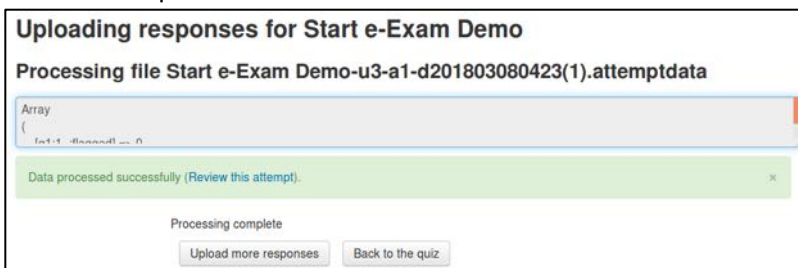 Uploading responses for Start e-Exam Demo
Processing file Start e-Exam Demo-u3-a1-d201803080423(1).attemptdata
Array
(
Data processed successfully (Review this attempt). ×
Processing complete
Upload more responses Back to the quiz